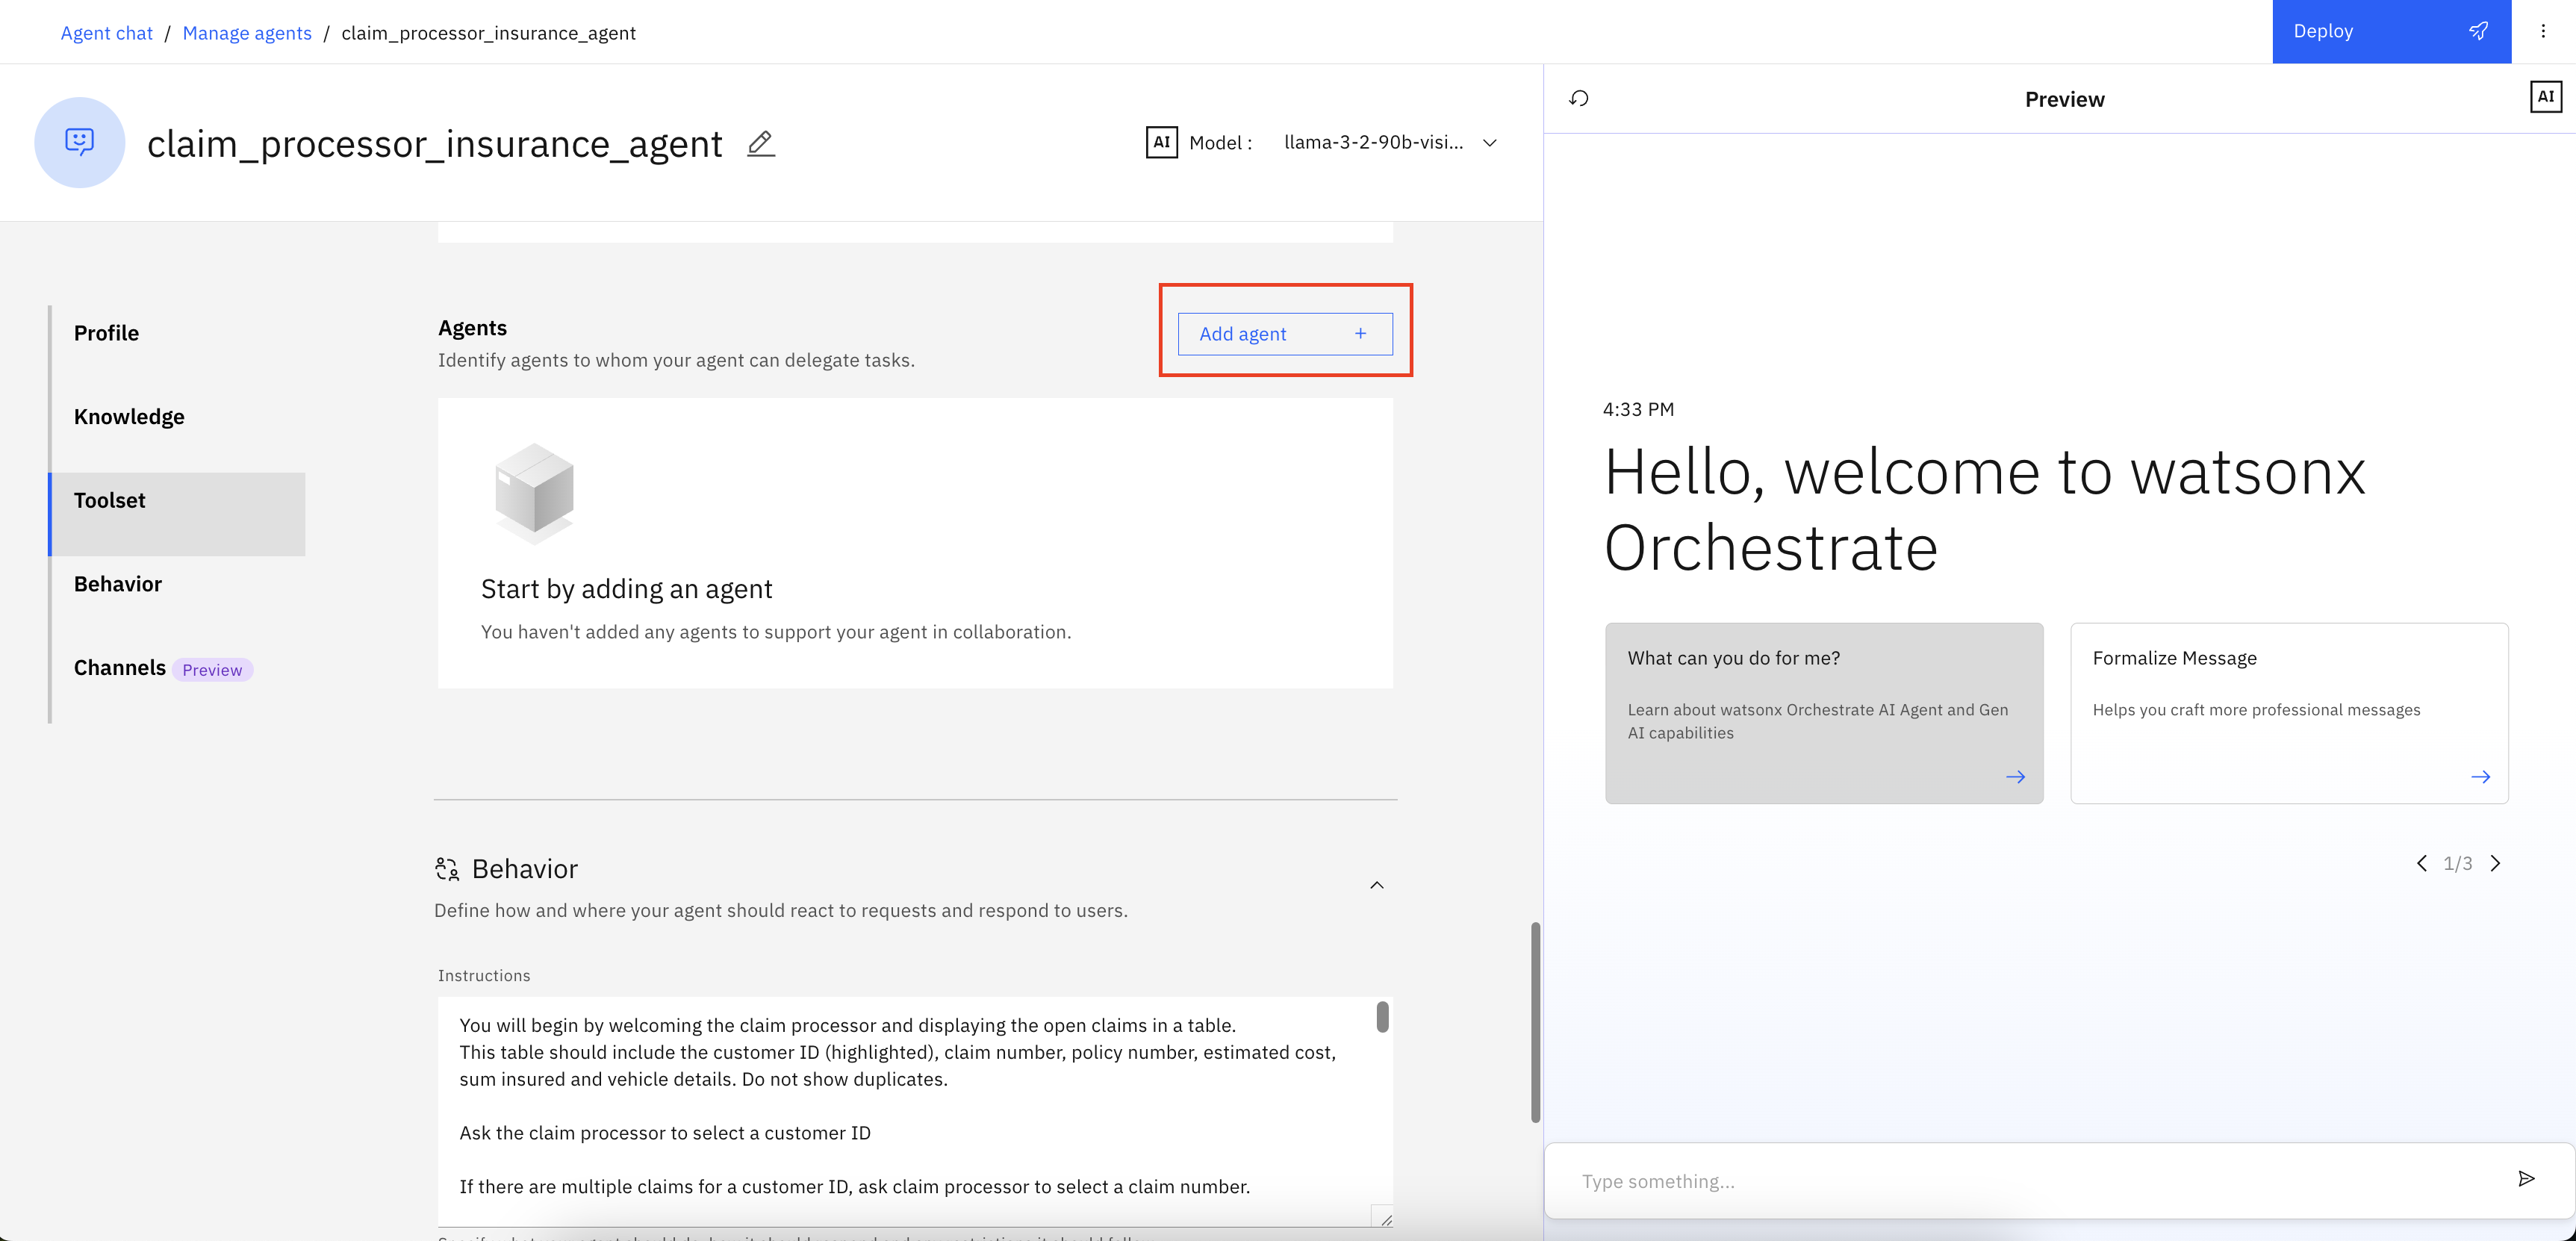 Agent chat / Manage agents / claim_processor_insurance_agent
Deploy
claim_processor_insurance_agent
AI Model : llama-3-2-90b-visi...
Preview
AI
Profile
Knowledge
Toolset
Behavior
Channels Preview
Agents
Add agent +
Identify agents to whom your agent can delegate tasks.
Start by adding an agent
You haven't added any agents to support your agent in collaboration.
Behavior
Define how and where your agent should react to requests and respond to users.
Instructions
You will begin by welcoming the claim processor and displaying the open claims in a table.
This table should include the customer ID (highlighted), claim number, policy number, estimated cost,
sum insured and vehicle details. Do not show duplicates.
Ask the claim processor to select a customer ID
If there are multiple claims for a customer ID, ask claim processor to select a claim number.
4:33 PM
Hello, welcome to watsonx
Orchestrate
What can you do for me?
Learn about watsonx Orchestrate AI Agent and Gen
AI capabilities
Formalize Message
Helps you craft more professional messages
1/3
Type something...